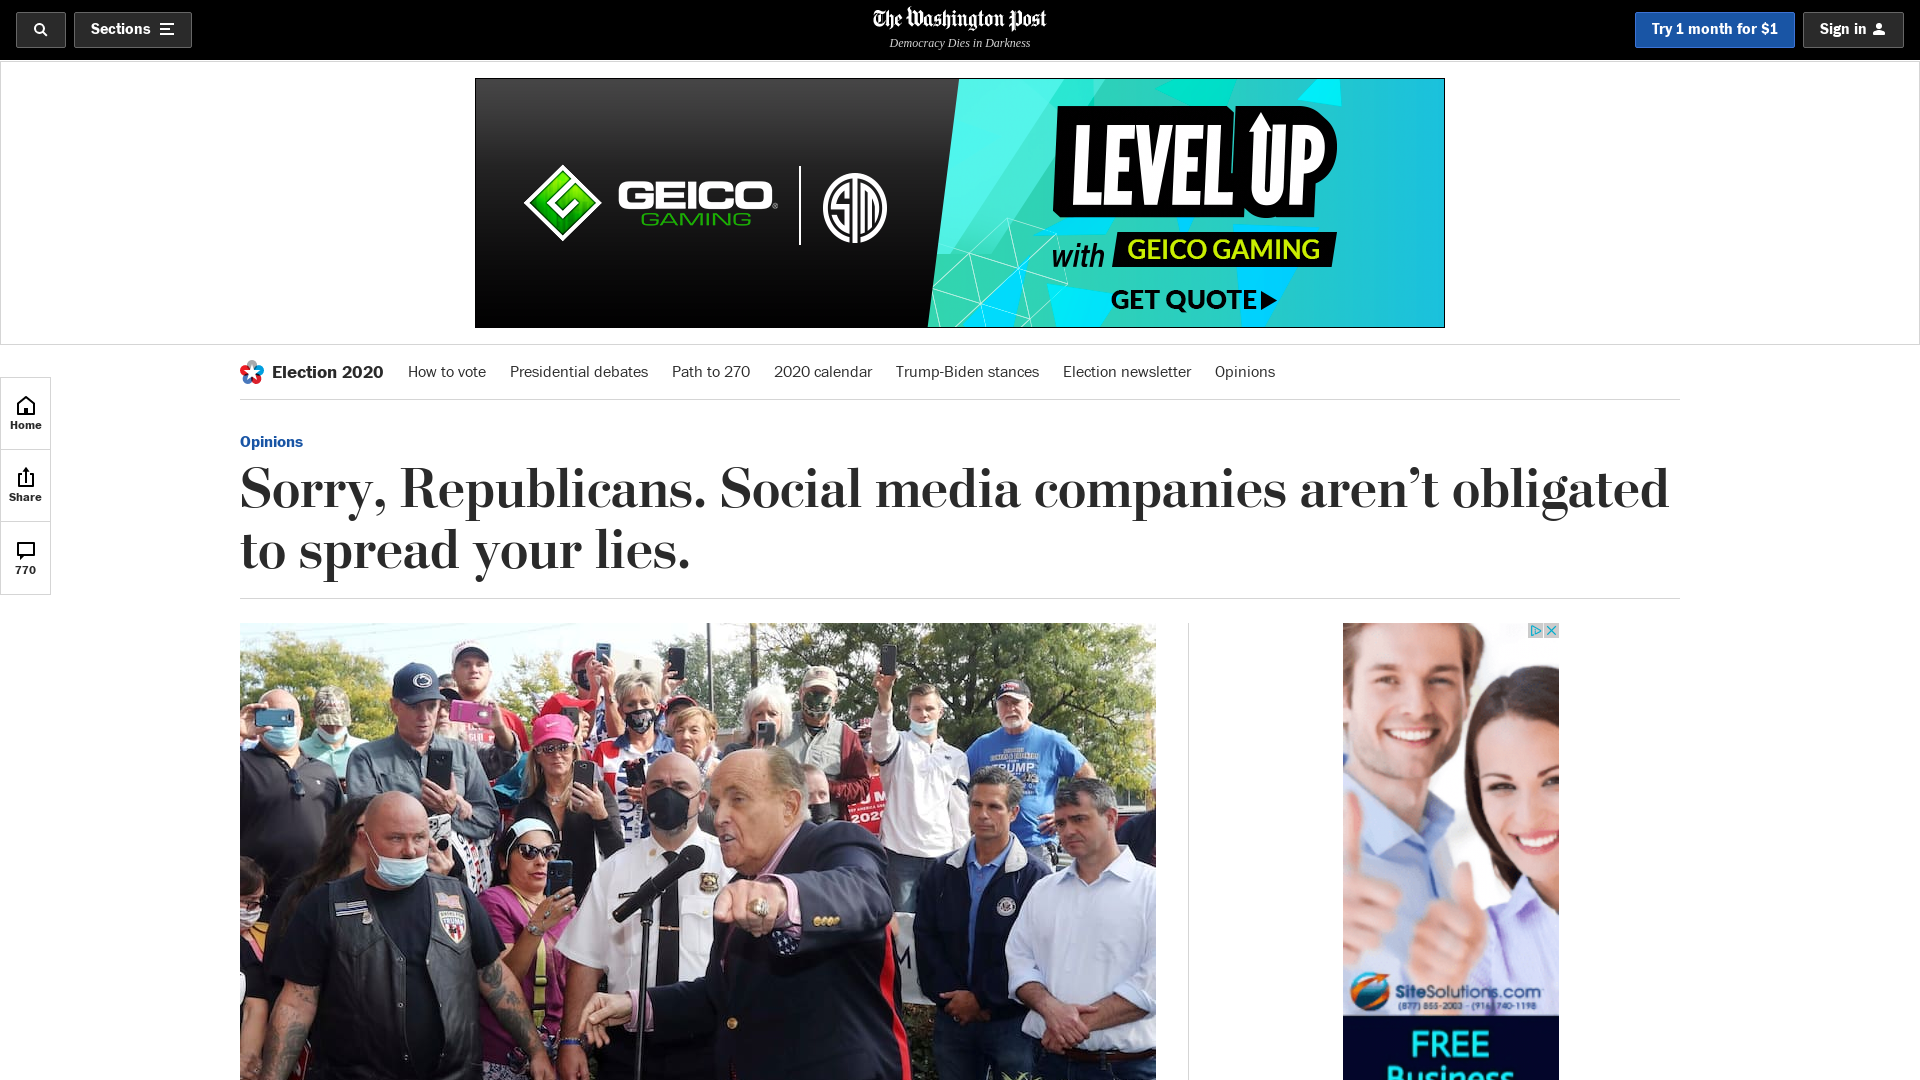 Sections
The Washington Post
Democracy Dies in Darkness
Try 1 month for $1
Sign in
GEICO
GAMING
TSM
LEVEL UP
with GEICO GAMING
GET QUOTE
Election 2020
How to vote
Presidential debates
Path to 270
2020 calendar
Trump-Biden stances
Election newsletter
Opinions
Home
Share
770
Opinions
Sorry, Republicans. Social media companies aren’t obligated
to spread your lies.
TRUMP
2020
SiteSolutions.com
(877) 855-2003 - (916) 740-1198
FREE
Business